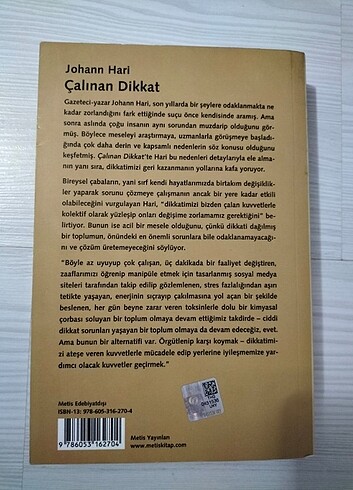 Johann Hari
Çalınan Dikkat
Gazeteci-yazar Johann Hari, son yıllarda bir şeylere odaklanmakta ne
kadar zorlandığını fark ettiğinde suçu önce kendisinde aramış. Ama
sonra aslında çoğu insanın aynı sorundan muzdarip olduğunu gör-
müş. Böylece meseleyi araştırmaya, uzmanlarla görüşmeye başladı-
ğında çok daha derin ve kapsamlı nedenlerin söz konusu olduğunu
keşfetmiş. Çalınan Dikkat'te Hari bu nedenleri detaylarıyla ele alma-
nın yanı sıra, dikkatimizi geri kazanmanın yollarına kafa yoruyor.
Bireysel çabaların, yani sırf kendi hayatlarımızda birtakım değişiklik-
ler yaparak sorunu çözmeye çalışmanın ancak bir yere kadar etkili
olabileceğini vurgulayan Hari, "dikkatimizi bizden çalan kuvvetlerle
kolektif olarak yüzleşip onları değişime zorlamamız gerektiğini" be-
lirtiyor. Bunun ise acil bir mesele olduğunu, çünkü dikkati dağılmış
bir toplumun, önündeki en önemli sorunlara bile odaklanamayacağı-
nı ve çözüm üretemeyeceğini söylüyor.
"Böyle az uyuyup çok çalışan, üç dakikada bir faaliyet değiştiren,
zaaflarımızı öğrenip manipüle etmek için tasarlanmış sosyal medya
siteleri tarafından takip edilip gözlemlenen, stres fazlalığından aşırı
tetikte yaşayan, enerjinin sıçrayıp çakılmasına yol açan bir şekilde
beslenen, her gün beyne zarar veren toksinlerle dolu bir kimyasal
çorbası soluyan bir toplum olmaya devam ettiğimiz takdirde – ciddi
dikkat sorunları yaşayan bir toplum olmaya da devam edeceğiz, evet.
Ama bunun bir alternatifi var. Örgütlenip karşı koymak – dikkatimi-
zi ateşe veren kuvvetlerle mücadele edip yerlerine iyileşmemize yar-
dımcı olacak kuvvetler geçirmek."
Metis Edebiyatdışı
ISBN-13: 978-605-316-270-4
9 786053 162704
Metis Yayınları
www.metiskitap.com